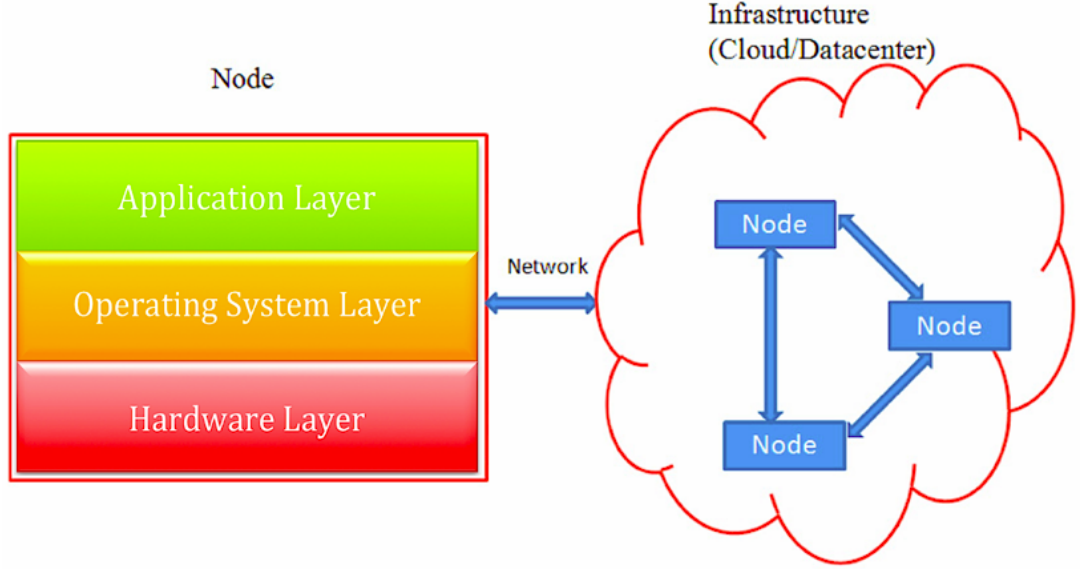 Infrastructure
(Cloud/Datacenter)
Node
Application Layer
Operating System Layer
Hardware Layer
Network
Node
Node
Node